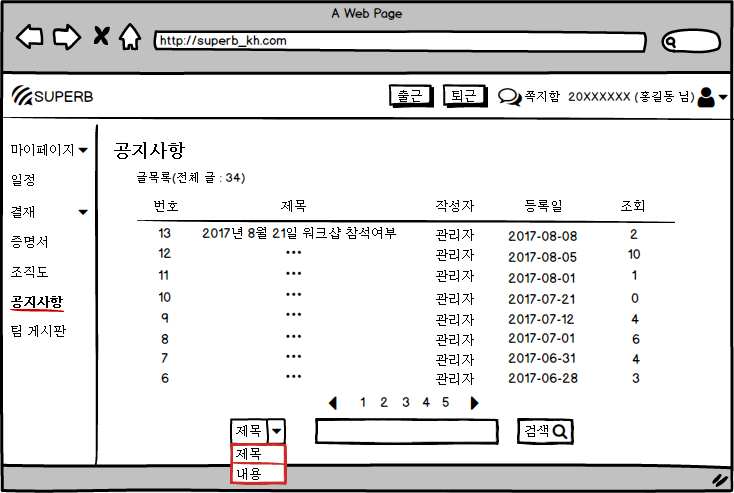 A Web Page
http://superb_kh.com
SUPERB 출근 퇴근 쪽지함 20XXXXXX (홍길동 님)
마이페이지
일정
결재
증명서
조직도
공지사항
팀 게시판
공지사항
글목록(전체 글 : 34)
번호 제목 작성자 등록일 조회
13 2017년 8월 21일 워크샵 참석여부 관리자 2017-08-08 2
12 ... 관리자 2017-08-05 10
11 ... 관리자 2017-08-01 1
10 ... 관리자 2017-07-21 0
9 ... 관리자 2017-07-12 4
8 ... 관리자 2017-07-01 6
7 ... 관리자 2017-06-31 4
6 ... 관리자 2017-06-28 3
1 2 3 4 5
제목 검색
제목
내용